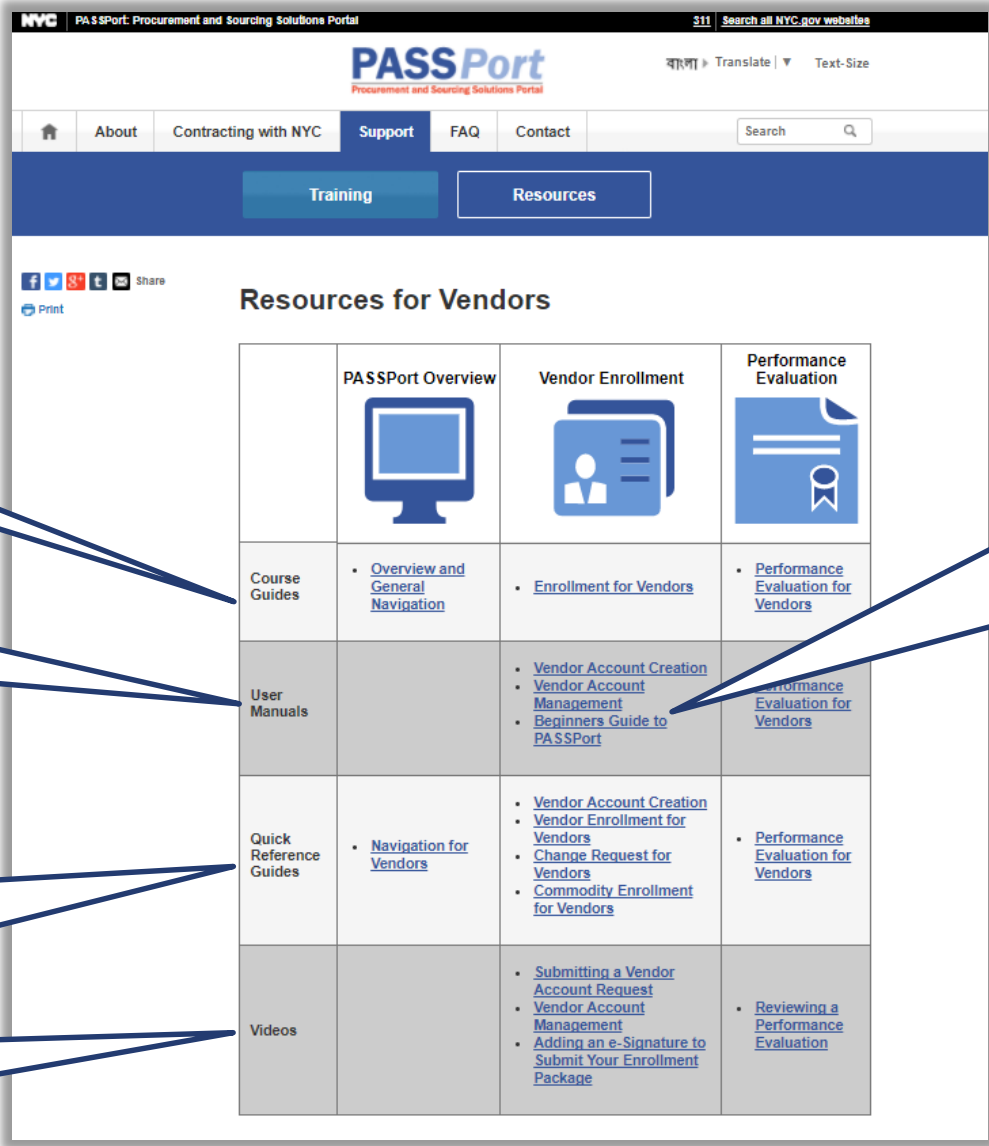 NYC PASSPort: Procurement and Sourcing Solutions Portal 311 Search all NYC.gov websites
PASSPort
Procurement and Sourcing Solutions Portal
বাংলা Translate ▼ Text-Size
About Contracting with NYC Support FAQ Contact Search
Training Resources
Share
Print
Resources for Vendors
PASSPort Overview
Vendor Enrollment
Performance
Evaluation
Course
Guides
• Overview and
General
Navigation
• Enrollment for Vendors
• Performance
Evaluation for
Vendors
User
Manuals
• Vendor Account Creation
• Vendor Account
Management
• Beginners Guide to
PASSPort
Performance
Evaluation for
Vendors
Quick
Reference
Guides
• Navigation for
Vendors
• Vendor Account Creation
• Vendor Enrollment for
Vendors
• Change Request for
Vendors
• Commodity Enrollment
for Vendors
• Performance
Evaluation for
Vendors
Videos
• Submitting a Vendor
Account Request
• Vendor Account
Management
• Adding an e-Signature to
Submit Your Enrollment
Package
• Reviewing a
Performance
Evaluation